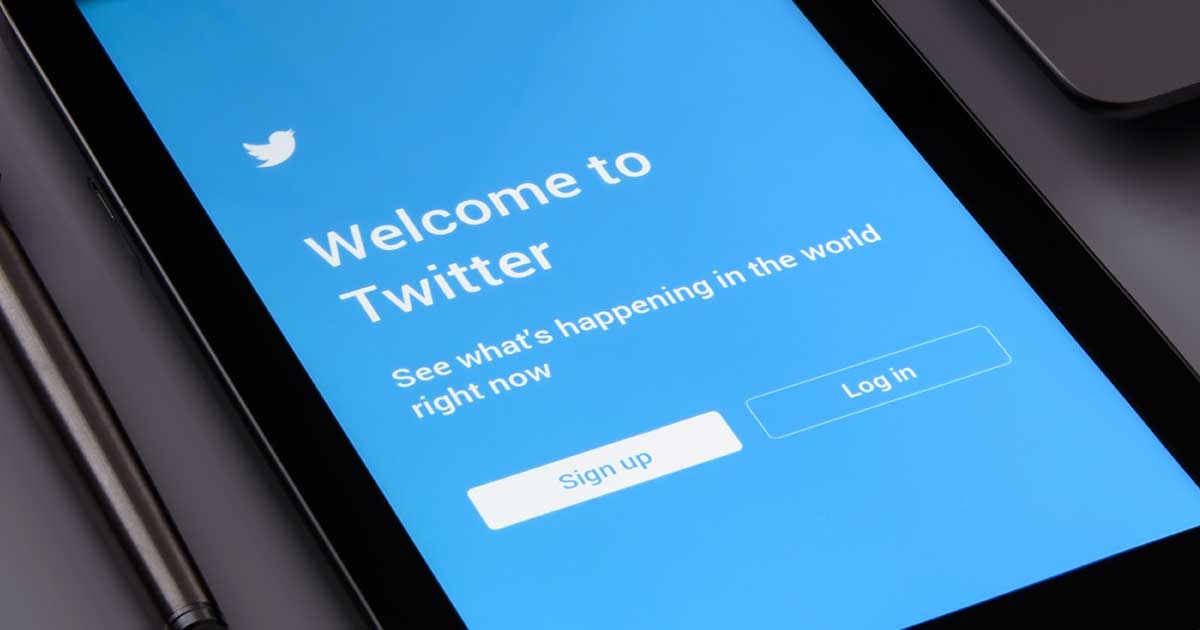 Welcome to
Twitter
See what's happening in the world
right now
Sign up
Log in